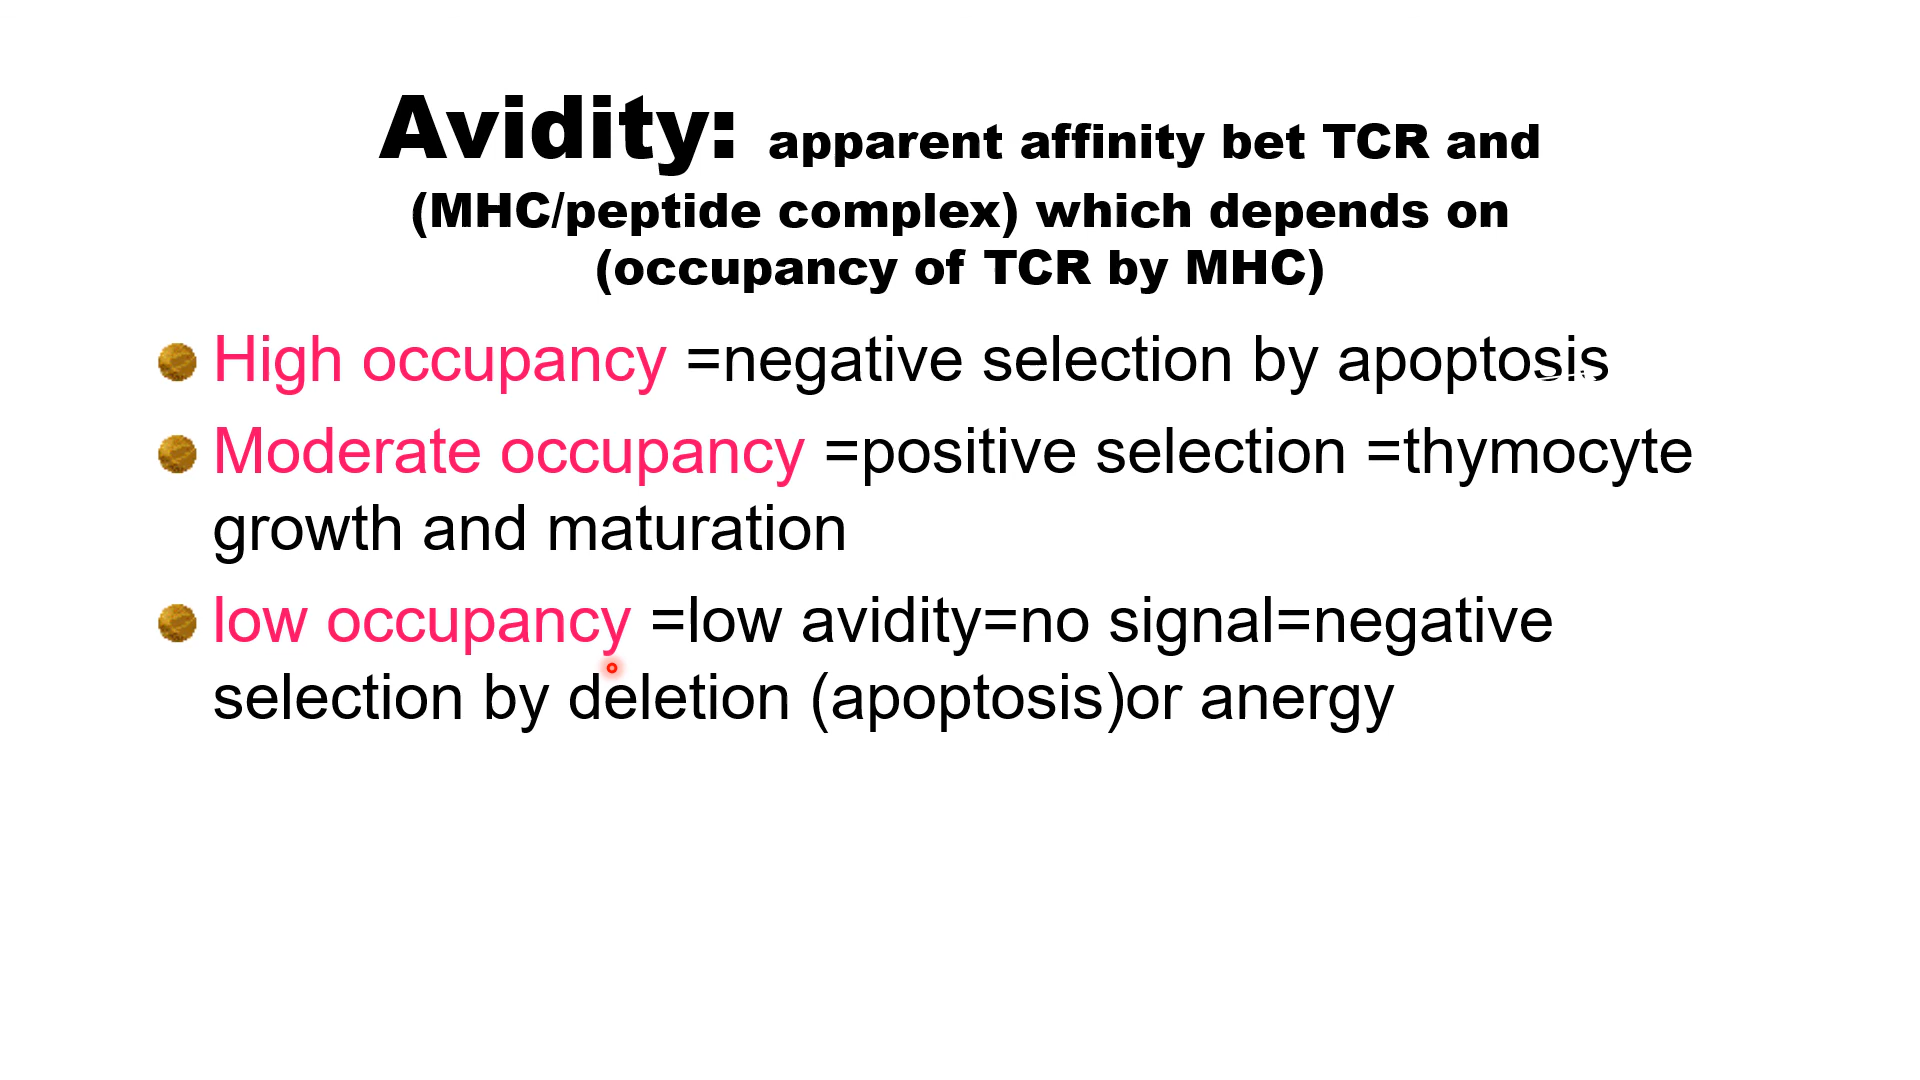 Avidity: apparent affinity bet TCR and
(MHC/peptide complex) which depends on
(occupancy of TCR by MHC)
High occupancy =negative selection by apoptosis
Moderate occupancy =positive selection =thymocyte
growth and maturation
low occupancy =low avidity=no signal=negative
selection by deletion (apoptosis)or anergy